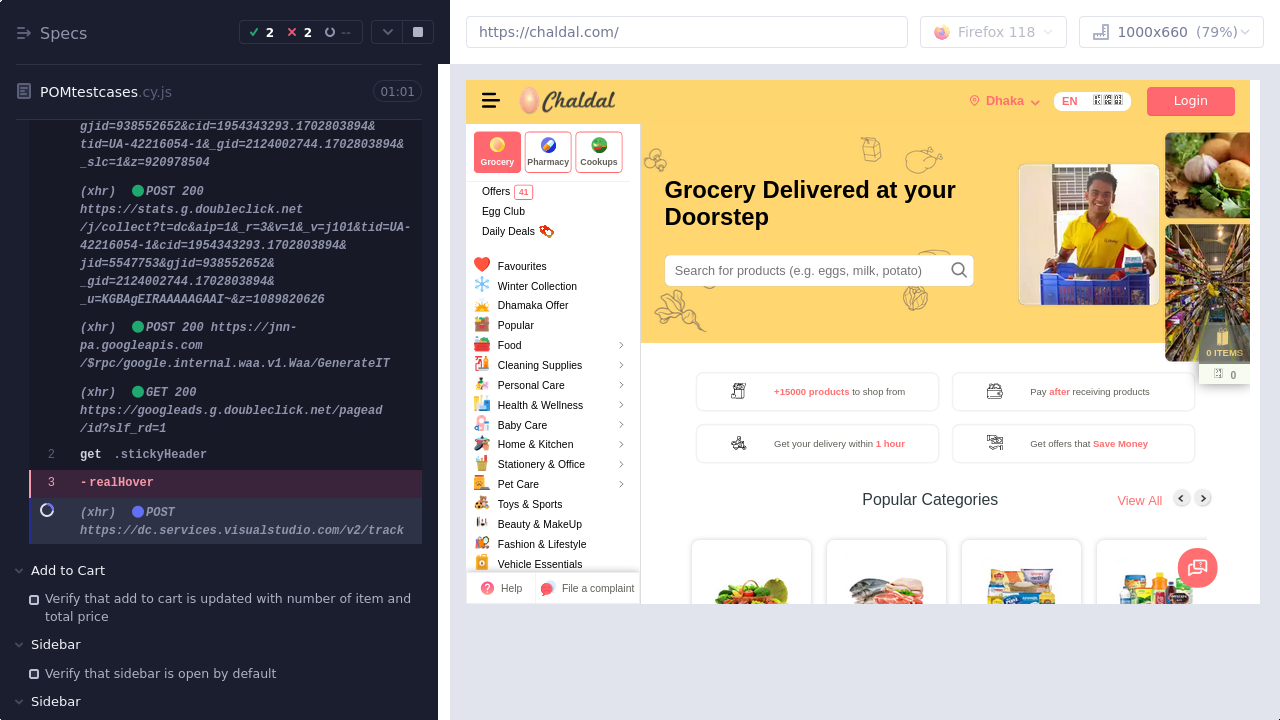 Specs
2
2
--
https://chaldal.com/
Firefox 118
1000x660 (79%)
POMtestcases.cy.js
01:01
gjid=938552652&cid=1954343293.1702803894&
tid=UA-42216054-1&_gid=2124002744.1702803894&
_slc=1&z=920978504
(xhr) POST 200
https://stats.g.doubleclick.net
/j/collect?t=dc&aip=1&_r=3&v=1&_v=j101&tid=UA-
42216054-1&cid=1954343293.1702803894&
jid=5547753&gjid=938552652&
_gid=2124002744.1702803894&
_u=KGBAgEIRAAAAAGAAI~&z=1089820626
(xhr) POST 200 https://jnn-
pa.googleapis.com
/$rpc/google.internal.waa.v1.Waa/GenerateIT
(xhr) GET 200
https://googleads.g.doubleclick.net/pagead
/id?slf_rd=1
2 get .stickyHeader
3 -realHover
(xhr) POST
https://dc.services.visualstudio.com/v2/track
Add to Cart
Verify that add to cart is updated with number of item and
total price
Sidebar
Verify that sidebar is open by default
Sidebar
Chaldal
Dhaka
EN
Login
Grocery
Pharmacy
Cookups
Offers 41
Egg Club
Daily Deals
Favourites
Winter Collection
Dhamaka Offer
Popular
Food
Cleaning Supplies
Personal Care
Health & Wellness
Baby Care
Home & Kitchen
Stationery & Office
Pet Care
Toys & Sports
Beauty & MakeUp
Fashion & Lifestyle
Vehicle Essentials
Help
File a complaint
Grocery Delivered at your
Doorstep
Search for products (e.g. eggs, milk, potato)
0 ITEMS
0
+15000 products to shop from
Pay after receiving products
Get your delivery within 1 hour
Get offers that Save Money
Popular Categories
View All